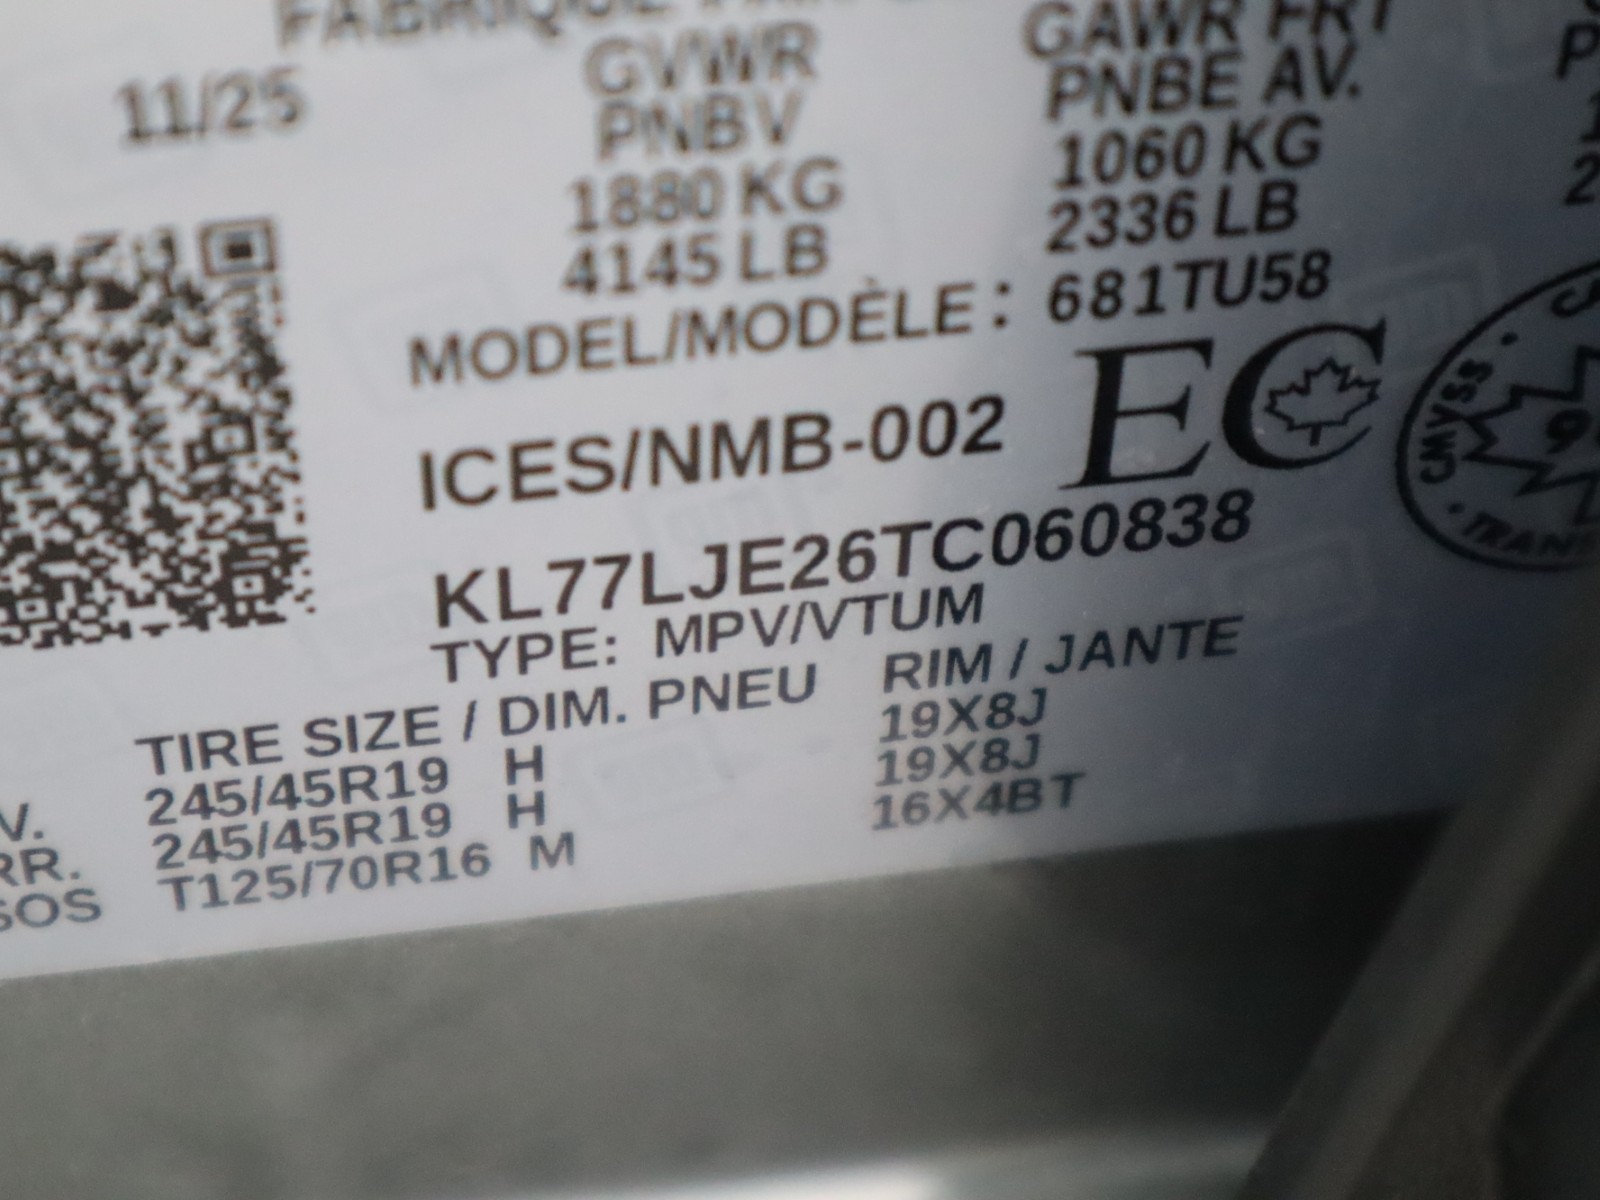 11/25
GVWR
PNBV
1880 KG
4145 LB
GAWR FRT
PNBE AV.
1060 KG
2336 LB
MODEL/MODÈLE : 681TU58
ICES/NMB-002 EC
CMVSS
KL77LJE26TC060838
TYPE: MPV/VTUM
TIRE SIZE / DIM. PNEU RIM / JANTE
245/45R19 H 19X8J
245/45R19 H 19X8J
T125/70R16 M 16X4BT